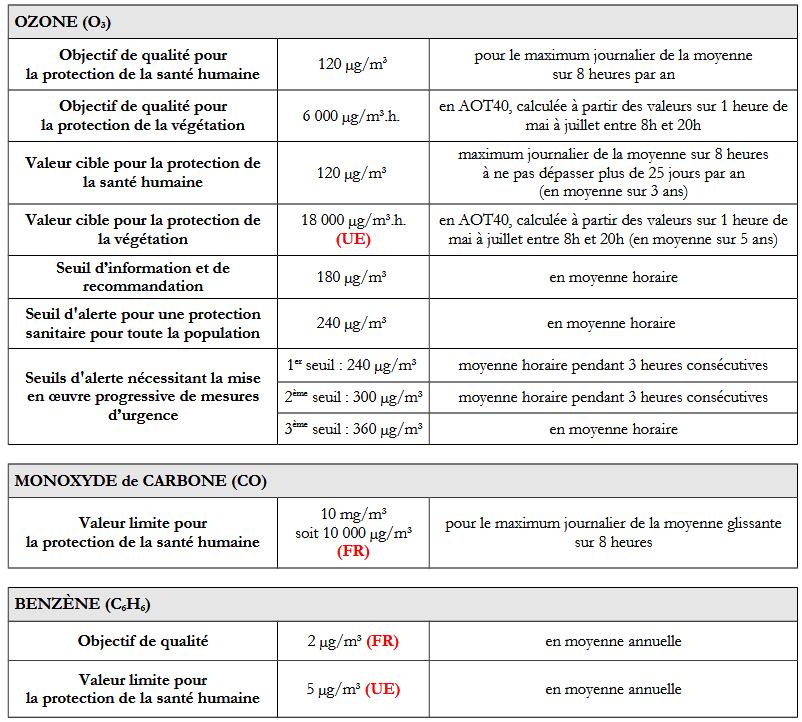 OZONE (O₃)
Objectif de qualité pour
la protection de la santé humaine
120 µg/m³
pour le maximum journalier de la moyenne
sur 8 heures par an
Objectif de qualité pour
la protection de la végétation
6 000 µg/m³.h.
en AOT40, calculée à partir des valeurs sur 1 heure de
mai à juillet entre 8h et 20h
Valeur cible pour la protection de
la santé humaine
120 µg/m³
maximum journalier de la moyenne sur 8 heures
à ne pas dépasser plus de 25 jours par an
(en moyenne sur 3 ans)
Valeur cible pour la protection de
la végétation
18 000 µg/m³.h.
(UE)
en AOT40, calculée à partir des valeurs sur 1 heure de
mai à juillet entre 8h et 20h (en moyenne sur 5 ans)
Seuil d’information et de
recommandation
180 µg/m³
en moyenne horaire
Seuil d'alerte pour une protection
sanitaire pour toute la population
240 µg/m³
en moyenne horaire
Seuils d'alerte nécessitant la mise
en œuvre progressive de mesures
d’urgence
1er seuil : 240 µg/m³
moyenne horaire pendant 3 heures consécutives
2ème seuil : 300 µg/m³
moyenne horaire pendant 3 heures consécutives
3ème seuil : 360 µg/m³
en moyenne horaire
MONOXYDE de CARBONE (CO)
Valeur limite pour
la protection de la santé humaine
10 mg/m³
soit 10 000 µg/m³
(FR)
pour le maximum journalier de la moyenne glissante
sur 8 heures
BENZÈNE (C₆H₆)
Objectif de qualité
2 µg/m³ (FR)
en moyenne annuelle
Valeur limite pour
la protection de la santé humaine
5 µg/m³ (UE)
en moyenne annuelle